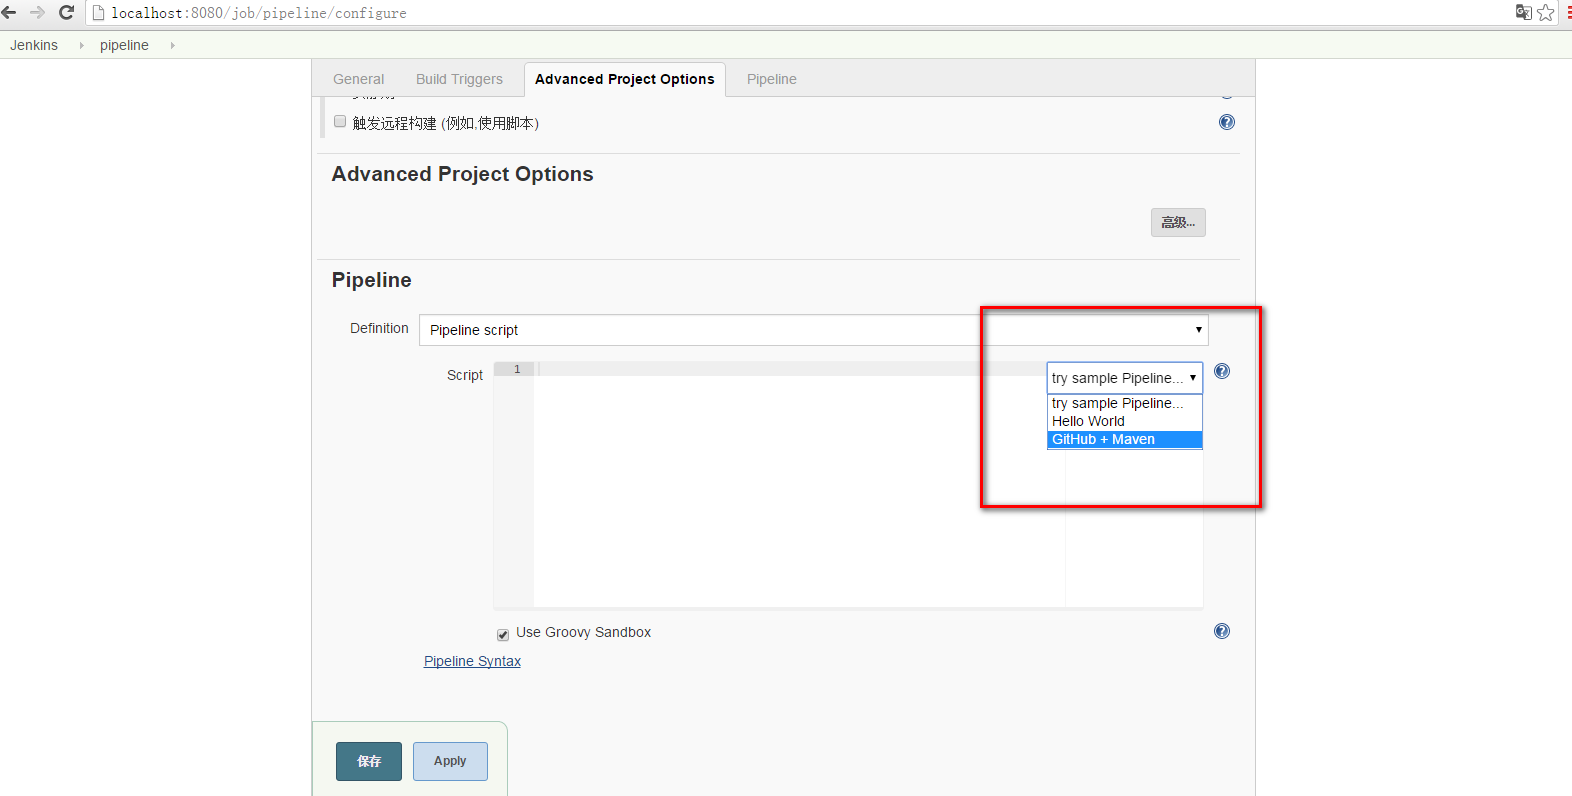 localhost:8080/job/pipeline/configure
Jenkins pipeline
General Build Triggers Advanced Project Options Pipeline
触发远程构建 (例如,使用脚本)
Advanced Project Options
高级...
Pipeline
Definition Pipeline script
Script 1 try sample Pipeline...
try sample Pipeline...
Hello World
GitHub + Maven
Use Groovy Sandbox
Pipeline Syntax
保存 Apply